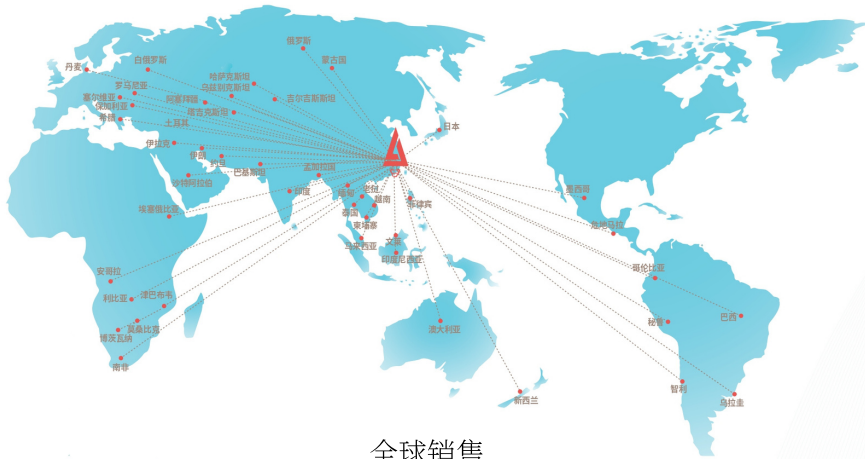 俄罗斯
蒙古国
丹麦
白俄罗斯
哈萨克斯坦
罗马尼亚
乌兹别克斯坦
塞尔维亚
阿塞拜疆
吉尔吉斯斯坦
保加利亚
塔吉克斯坦
希腊
土耳其
日本
伊拉克
伊朗
约旦
巴基斯坦
孟加拉国
沙特阿拉伯
印度
缅甸
老挝
越南
菲律宾
墨西哥
埃塞俄比亚
泰国
柬埔寨
危地马拉
马来西亚
文莱
印度尼西亚
哥伦比亚
安哥拉
利比亚
津巴布韦
莫桑比克
博茨瓦纳
南非
澳大利亚
新西兰
秘鲁
巴西
智利
乌拉圭
全球销售